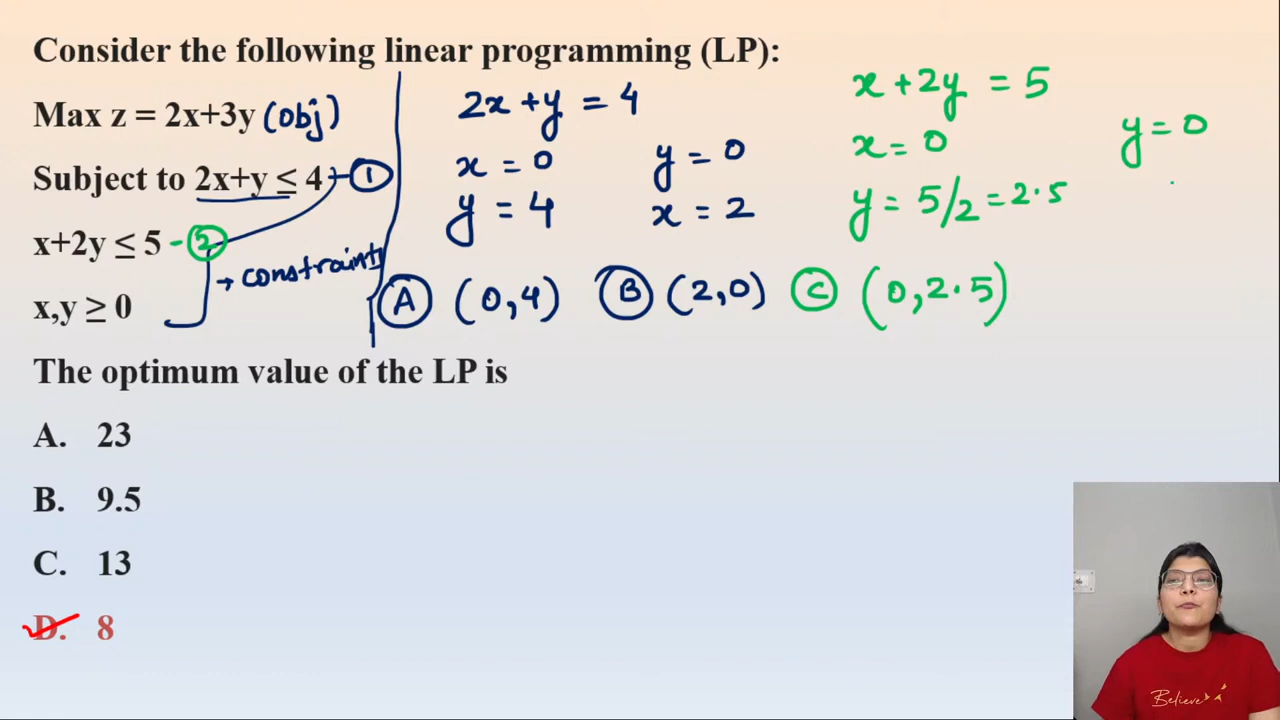 Consider the following linear programming (LP):
Max z = 2x+3y (obj)
Subject to 2x+y ≤ 4 ①
x+2y ≤ 5 - ②
→ constraints
x,y ≥ 0
2x+y = 4
x = 0
y = 4
y = 0
x = 2
Ⓐ (0,4) Ⓑ (2,0)
x+2y = 5
x = 0
y = 5/2 = 2.5
Ⓒ (0,2.5)
y = 0
The optimum value of the LP is
A. 23
B. 9.5
C. 13
D. 8
Believe